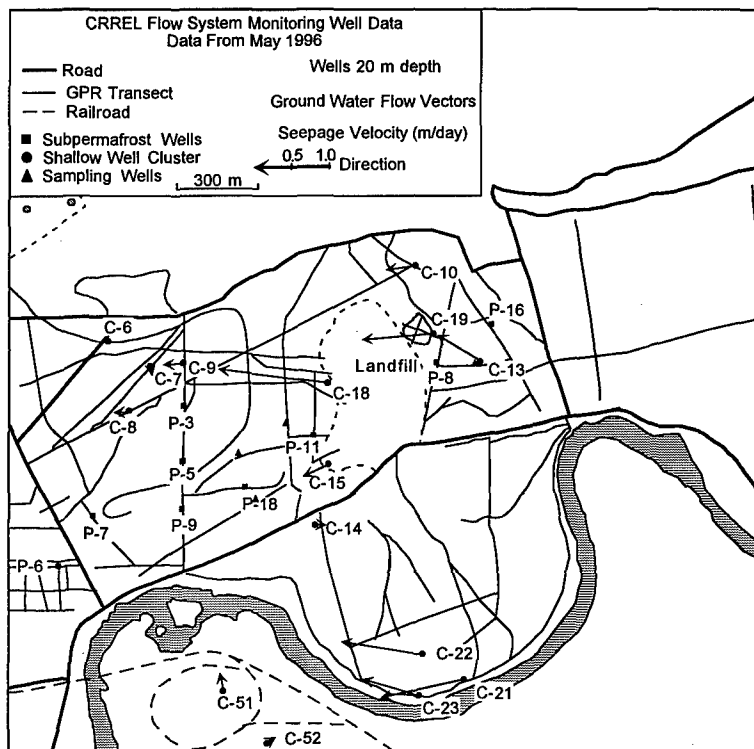 CRREL Flow System Monitoring Well Data
Data From May 1996
Road
GPR Transect
Railroad
Wells 20 m depth
Ground Water Flow Vectors
Subpermafrost Wells
Shallow Well Cluster
Sampling Wells
Seepage Velocity (m/day)
0.5 1.0
Direction
300 m
C-10
P-16
C-6
C-19
C-9
C-7
Landfill
P-8
C-13
C-18
C-8
P-3
P-11
P-5
C-15
P-18
P-9
P-7
C-14
P-6
C-22
C-21
C-51
C-23
C-52